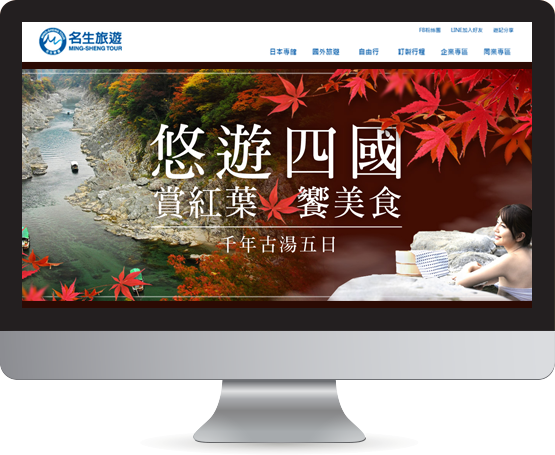 名生旅遊
MING-SHENG TOUR
FB粉絲團 LINE加入好友 遊記分享
日本專館 國外旅遊 自由行 訂製行程 企業專區 同業專區
悠遊四國
賞紅葉 饗美食
千年古湯五日